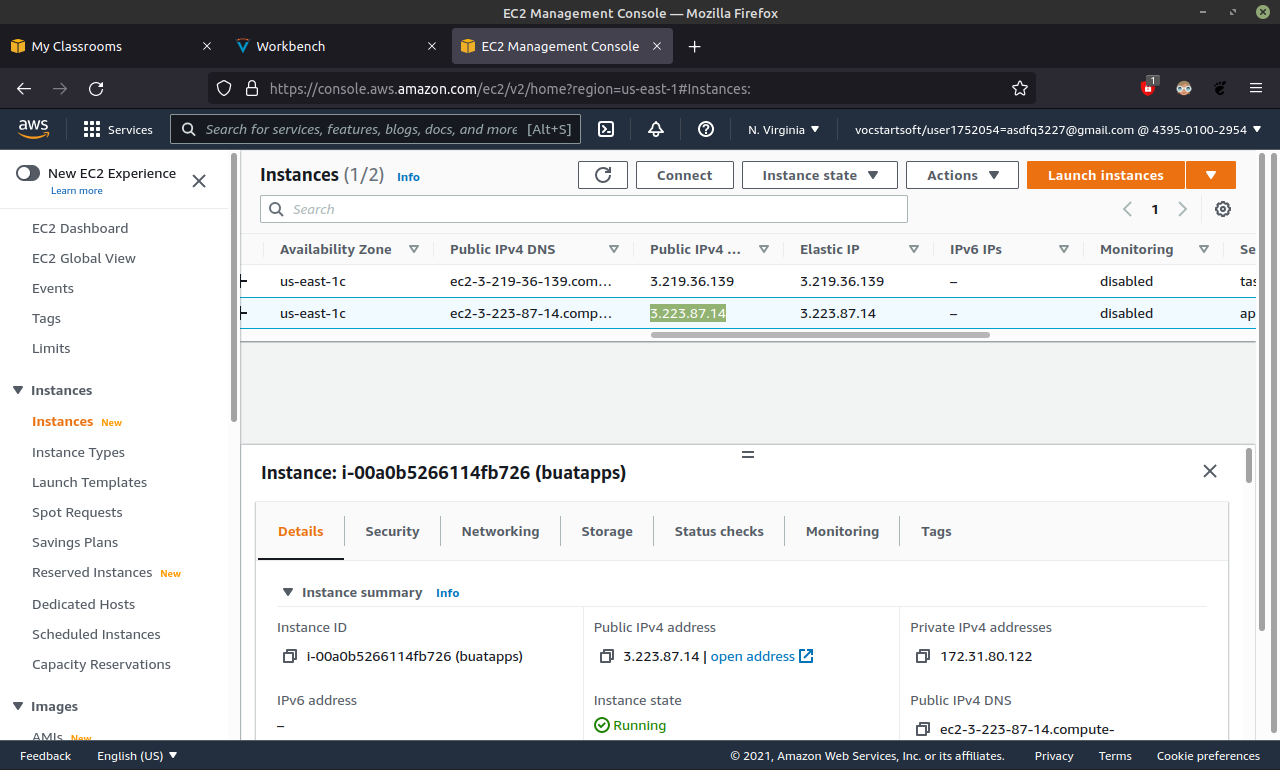 EC2 Management Console — Mozilla Firefox
My Classrooms
Workbench
EC2 Management Console
https://console.aws.amazon.com/ec2/v2/home?region=us-east-1#Instances:
1
aws
Services
Search for services, features, blogs, docs, and more [Alt+S]
N. Virginia
vocstartsoft/user1752054=asdfq3227@gmail.com @ 4395-0100-2954
New EC2 Experience
Learn more
EC2 Dashboard
EC2 Global View
Events
Tags
Limits
Instances
Instances New
Instance Types
Launch Templates
Spot Requests
Savings Plans
Reserved Instances New
Dedicated Hosts
Scheduled Instances
Capacity Reservations
Images
AMIs New
Instances (1/2) Info
Connect
Instance state
Actions
Launch instances
Search
1
Availability Zone Public IPv4 DNS Public IPv4 ... Elastic IP IPv6 IPs Monitoring Se
us-east-1c ec2-3-219-36-139.com... 3.219.36.139 3.219.36.139 – disabled tas
us-east-1c ec2-3-223-87-14.comp... 3.223.87.14 3.223.87.14 – disabled ap
Instance: i-00a0b5266114fb726 (buatapps)
Details Security Networking Storage Status checks Monitoring Tags
Instance summary Info
Instance ID
i-00a0b5266114fb726 (buatapps)
Public IPv4 address
3.223.87.14 | open address
Private IPv4 addresses
172.31.80.122
IPv6 address
–
Instance state
Running
Public IPv4 DNS
ec2-3-223-87-14.compute-
Feedback English (US) © 2021, Amazon Web Services, Inc. or its affiliates. Privacy Terms Cookie preferences